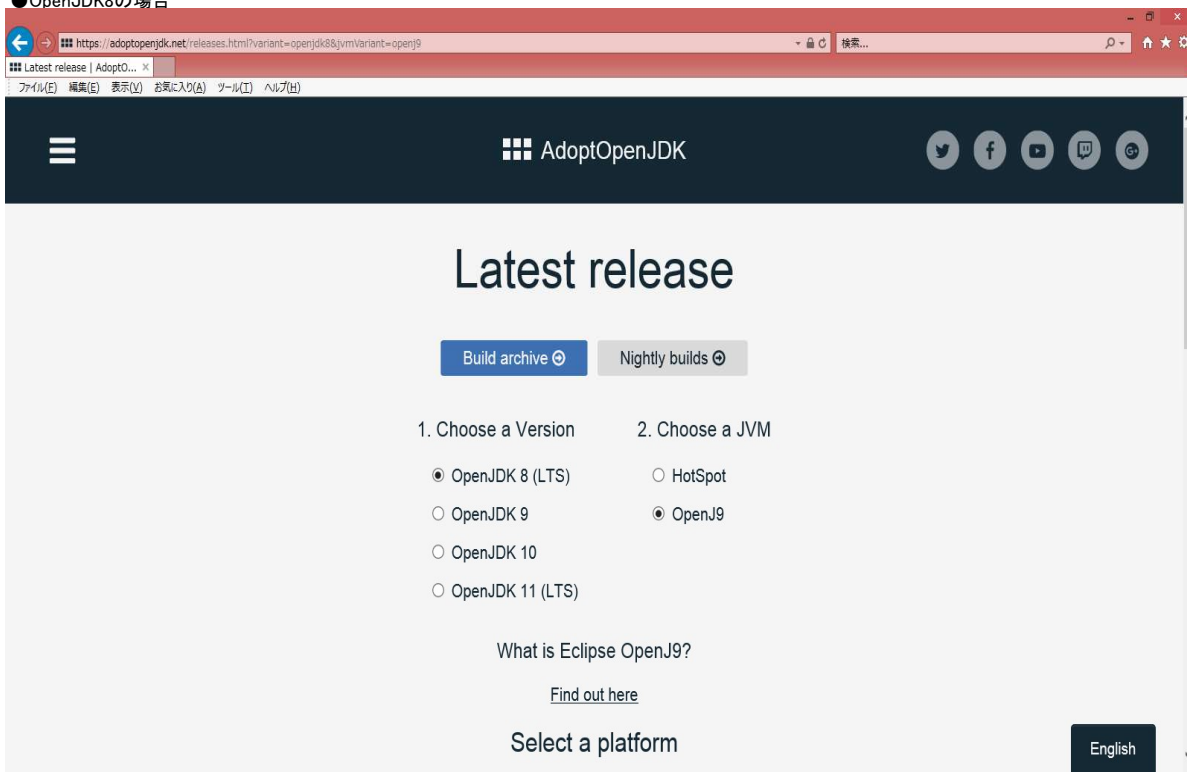 ●OpenJDK8の場合
https://adoptopenjdk.net/releases.html?variant=openjdk8&jvmVariant=openj9
検索...
Latest release | AdoptO...
ファイル(F) 編集(E) 表示(V) お気に入り(A) ツール(T) ヘルプ(H)
AdoptOpenJDK
Latest release
Build archive
Nightly builds
1. Choose a Version
2. Choose a JVM
OpenJDK 8 (LTS)
HotSpot
OpenJDK 9
OpenJ9
OpenJDK 10
OpenJDK 11 (LTS)
What is Eclipse OpenJ9?
Find out here
Select a platform
English